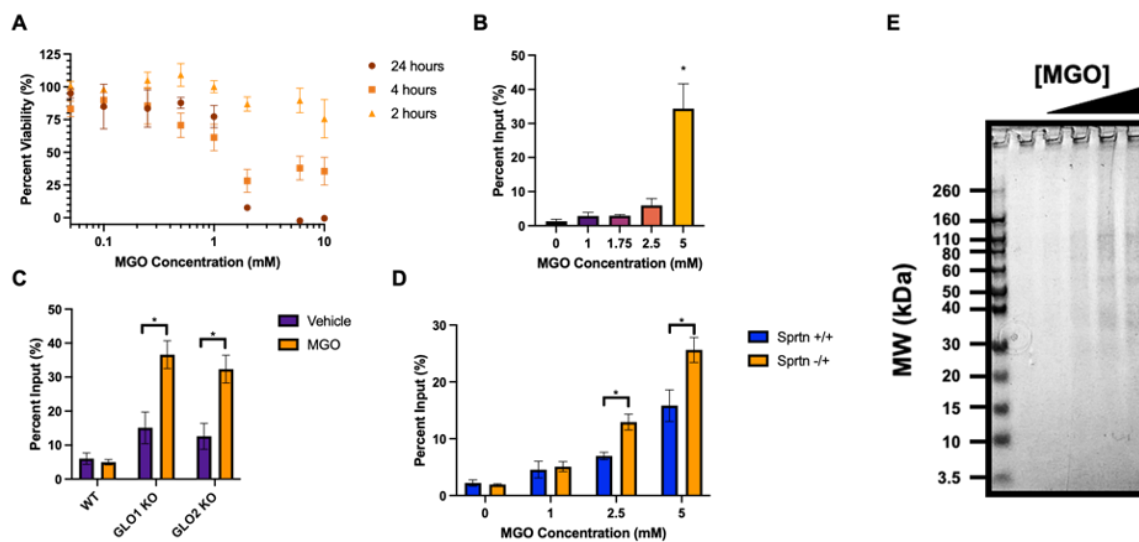 A
Percent Viability (%)
125
100
75
50
25
0
0.1
1
10
MGO Concentration (mM)
24 hours
4 hours
2 hours
B
Percent Input (%)
50
40
30
20
10
0
*
0
1
1.75
2.5
5
MGO Concentration (mM)
C
Percent Input (%)
50
40
30
20
10
0
*
*
WT
GLO1 KO
GLO2 KO
Vehicle
MGO
D
Percent Input (%)
30
20
10
0
*
*
0
1
2.5
5
MGO Concentration (mM)
Sprtn +/+
Sprtn -/+
E
[MGO]
MW (kDa)
260
160
110
80
60
50
40
30
20
15
10
3.5